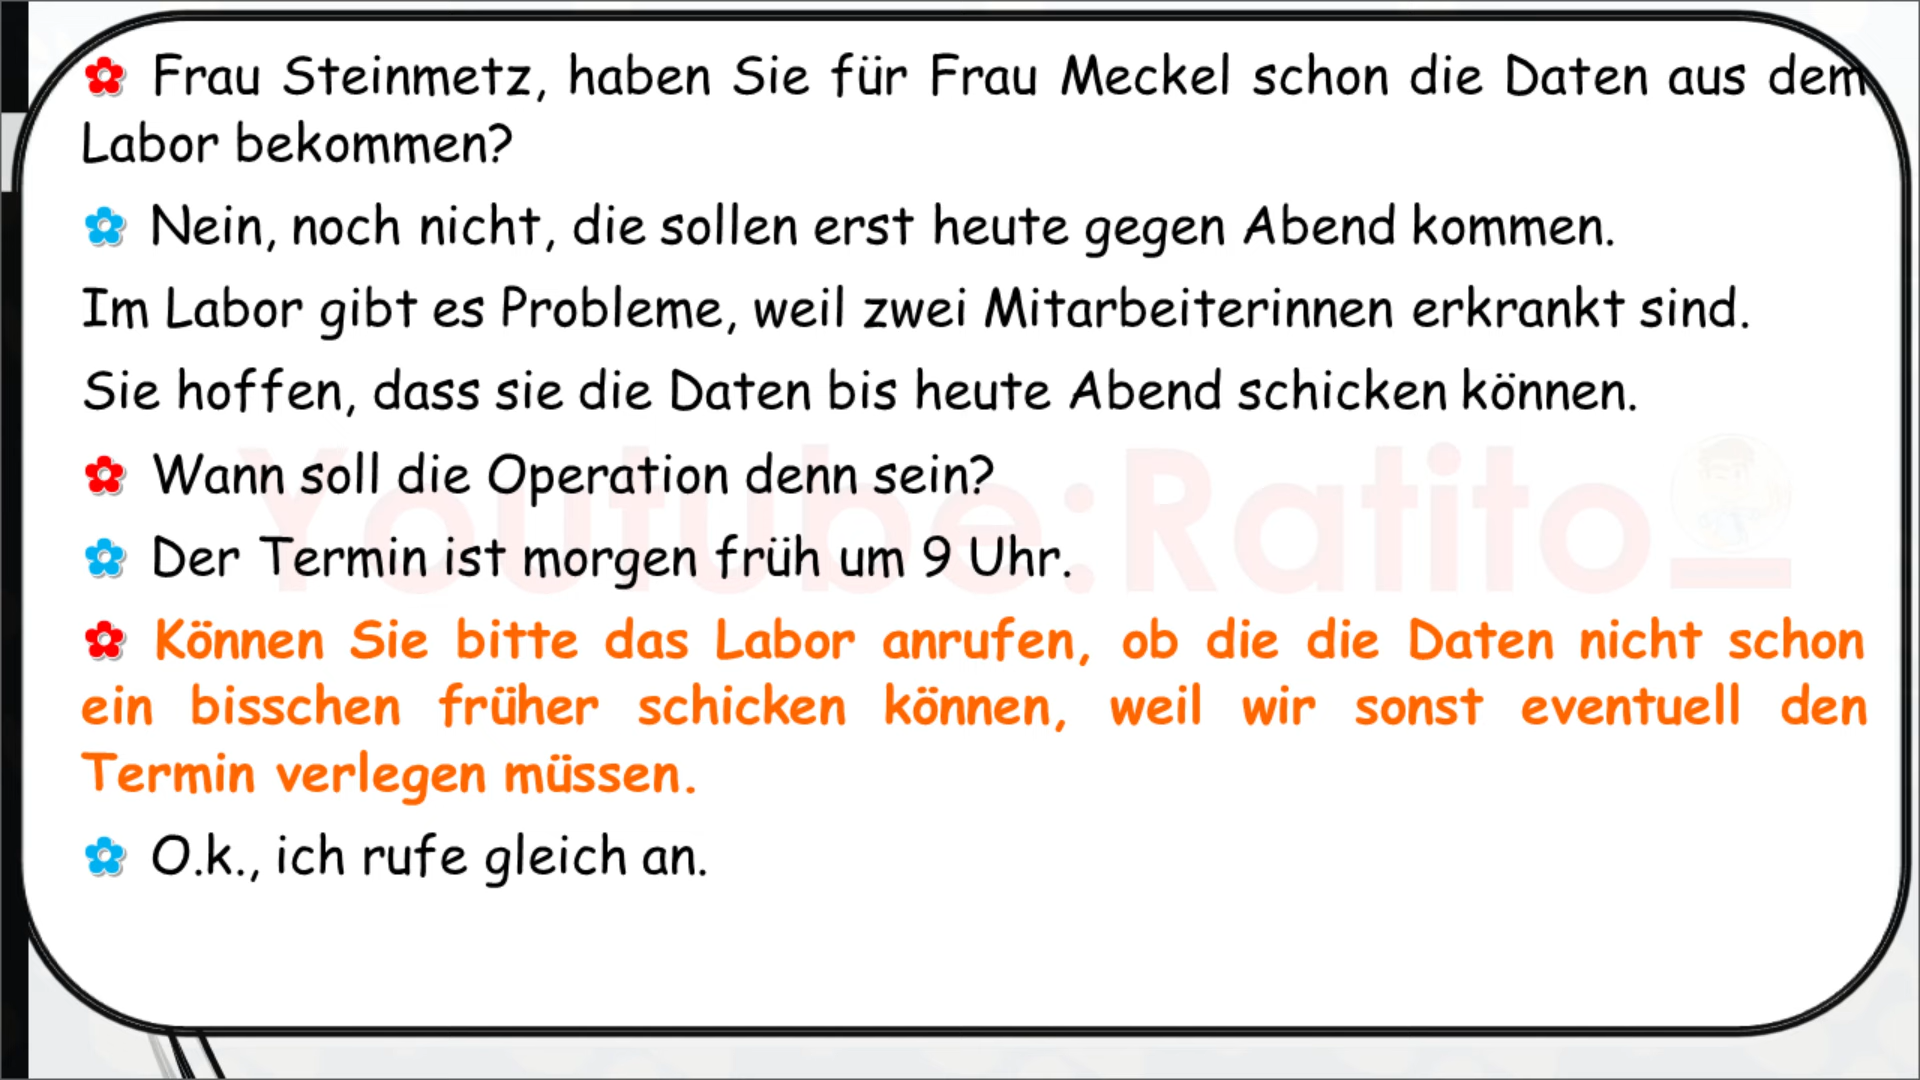 Frau Steinmetz, haben Sie für Frau Meckel schon die Daten aus dem
Labor bekommen?
Nein, noch nicht, die sollen erst heute gegen Abend kommen.
Im Labor gibt es Probleme, weil zwei Mitarbeiterinnen erkrankt sind.
Sie hoffen, dass sie die Daten bis heute Abend schicken können.
Wann soll die Operation denn sein?
Youtube:Ratito
Der Termin ist morgen früh um 9 Uhr.
Können Sie bitte das Labor anrufen, ob die die Daten nicht schon
ein bisschen früher schicken können, weil wir sonst eventuell den
Termin verlegen müssen.
O.k., ich rufe gleich an.